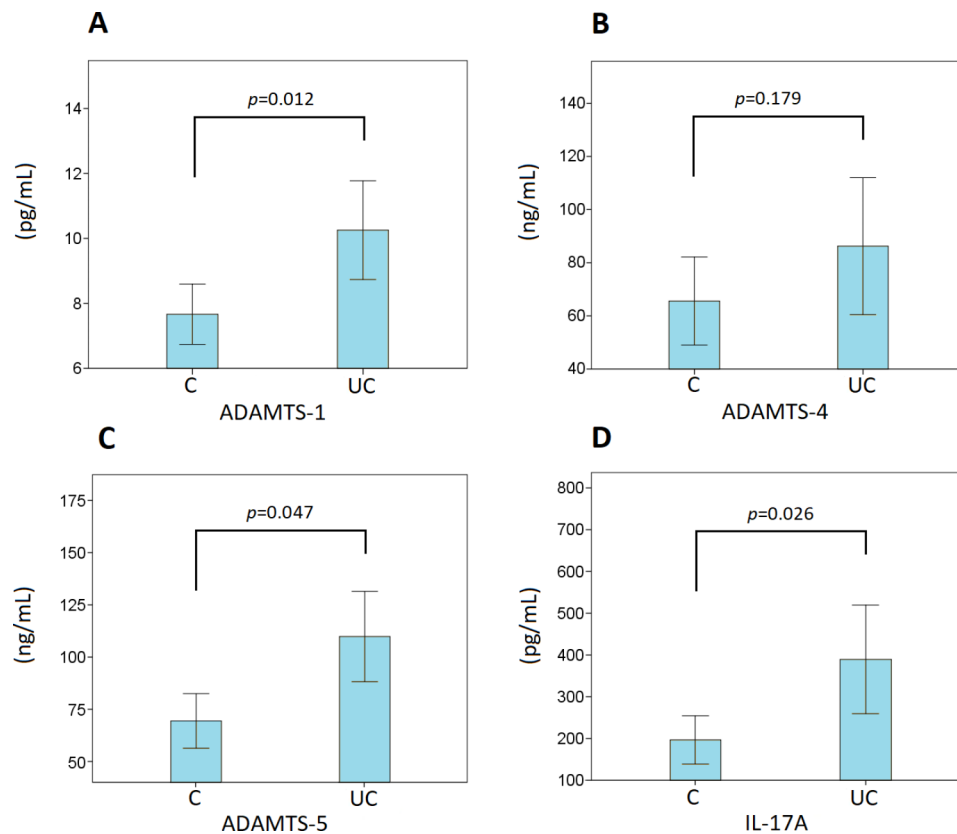 A
(pg/mL)
14
12
10
8
6
p=0.012
C
UC
ADAMTS-1
B
(ng/mL)
140
120
100
80
60
40
p=0.179
C
UC
ADAMTS-4
C
(ng/mL)
175
150
125
100
75
50
p=0.047
C
UC
ADAMTS-5
D
(pg/mL)
800
700
600
500
400
300
200
100
p=0.026
C
UC
IL-17A